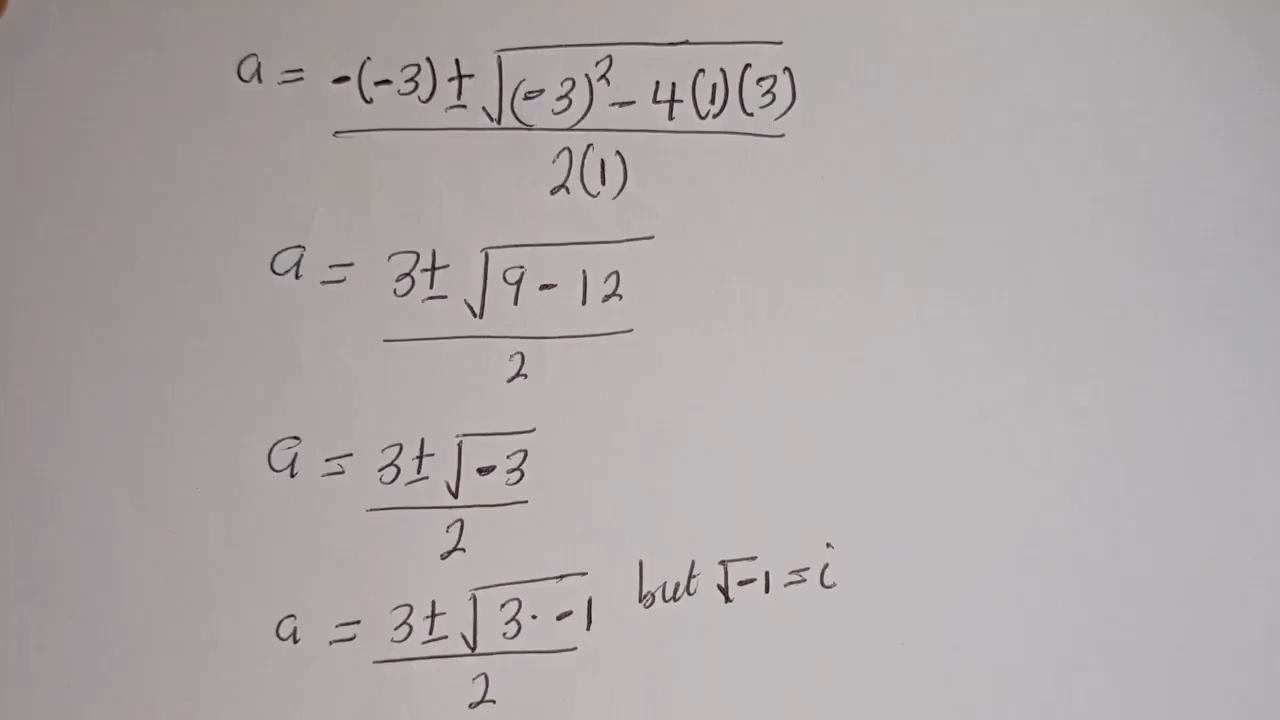 a = -(-3) ± √((-3)² - 4(1)(3)) / 2(1)
a = 3 ± √(9 - 12) / 2
a = 3 ± √-3 / 2
a = 3 ± √(3 · -1) / 2 but √-1 = i